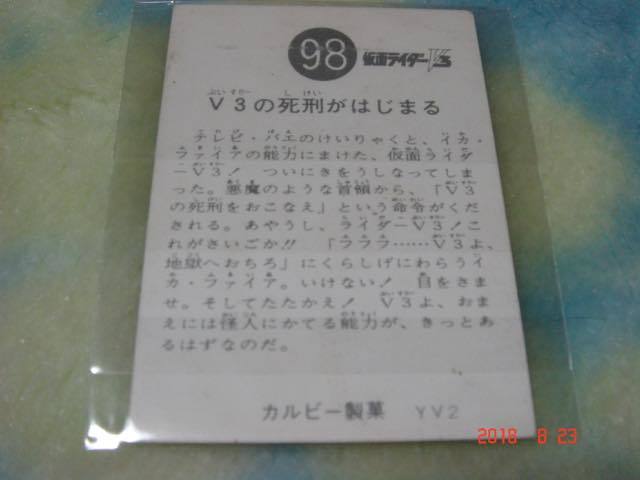 98 仮面ライダーV3
V3の死刑がはじまる
テレビ・バエのけいりゃくと、イカ・
ファイアの能力にまけた、仮面ライダ
ーV3！ ついにきをうしなってしま
った。悪魔のような首領から、「V3
の死刑をおこなえ」という命令がくだ
される。あやうし、ライダーV3！こ
れがさいごか!! 「ラララ……V3よ、
地獄へおちろ」にくらしげにわらうイ
カ・ファイア。いけない！ 目をさま
せ。そしてたたかえ！ V3よ、おま
えには怪人にかてる能力が、きっとあ
るはずなのだ。
カルビー製菓 YV2
2018 8 23